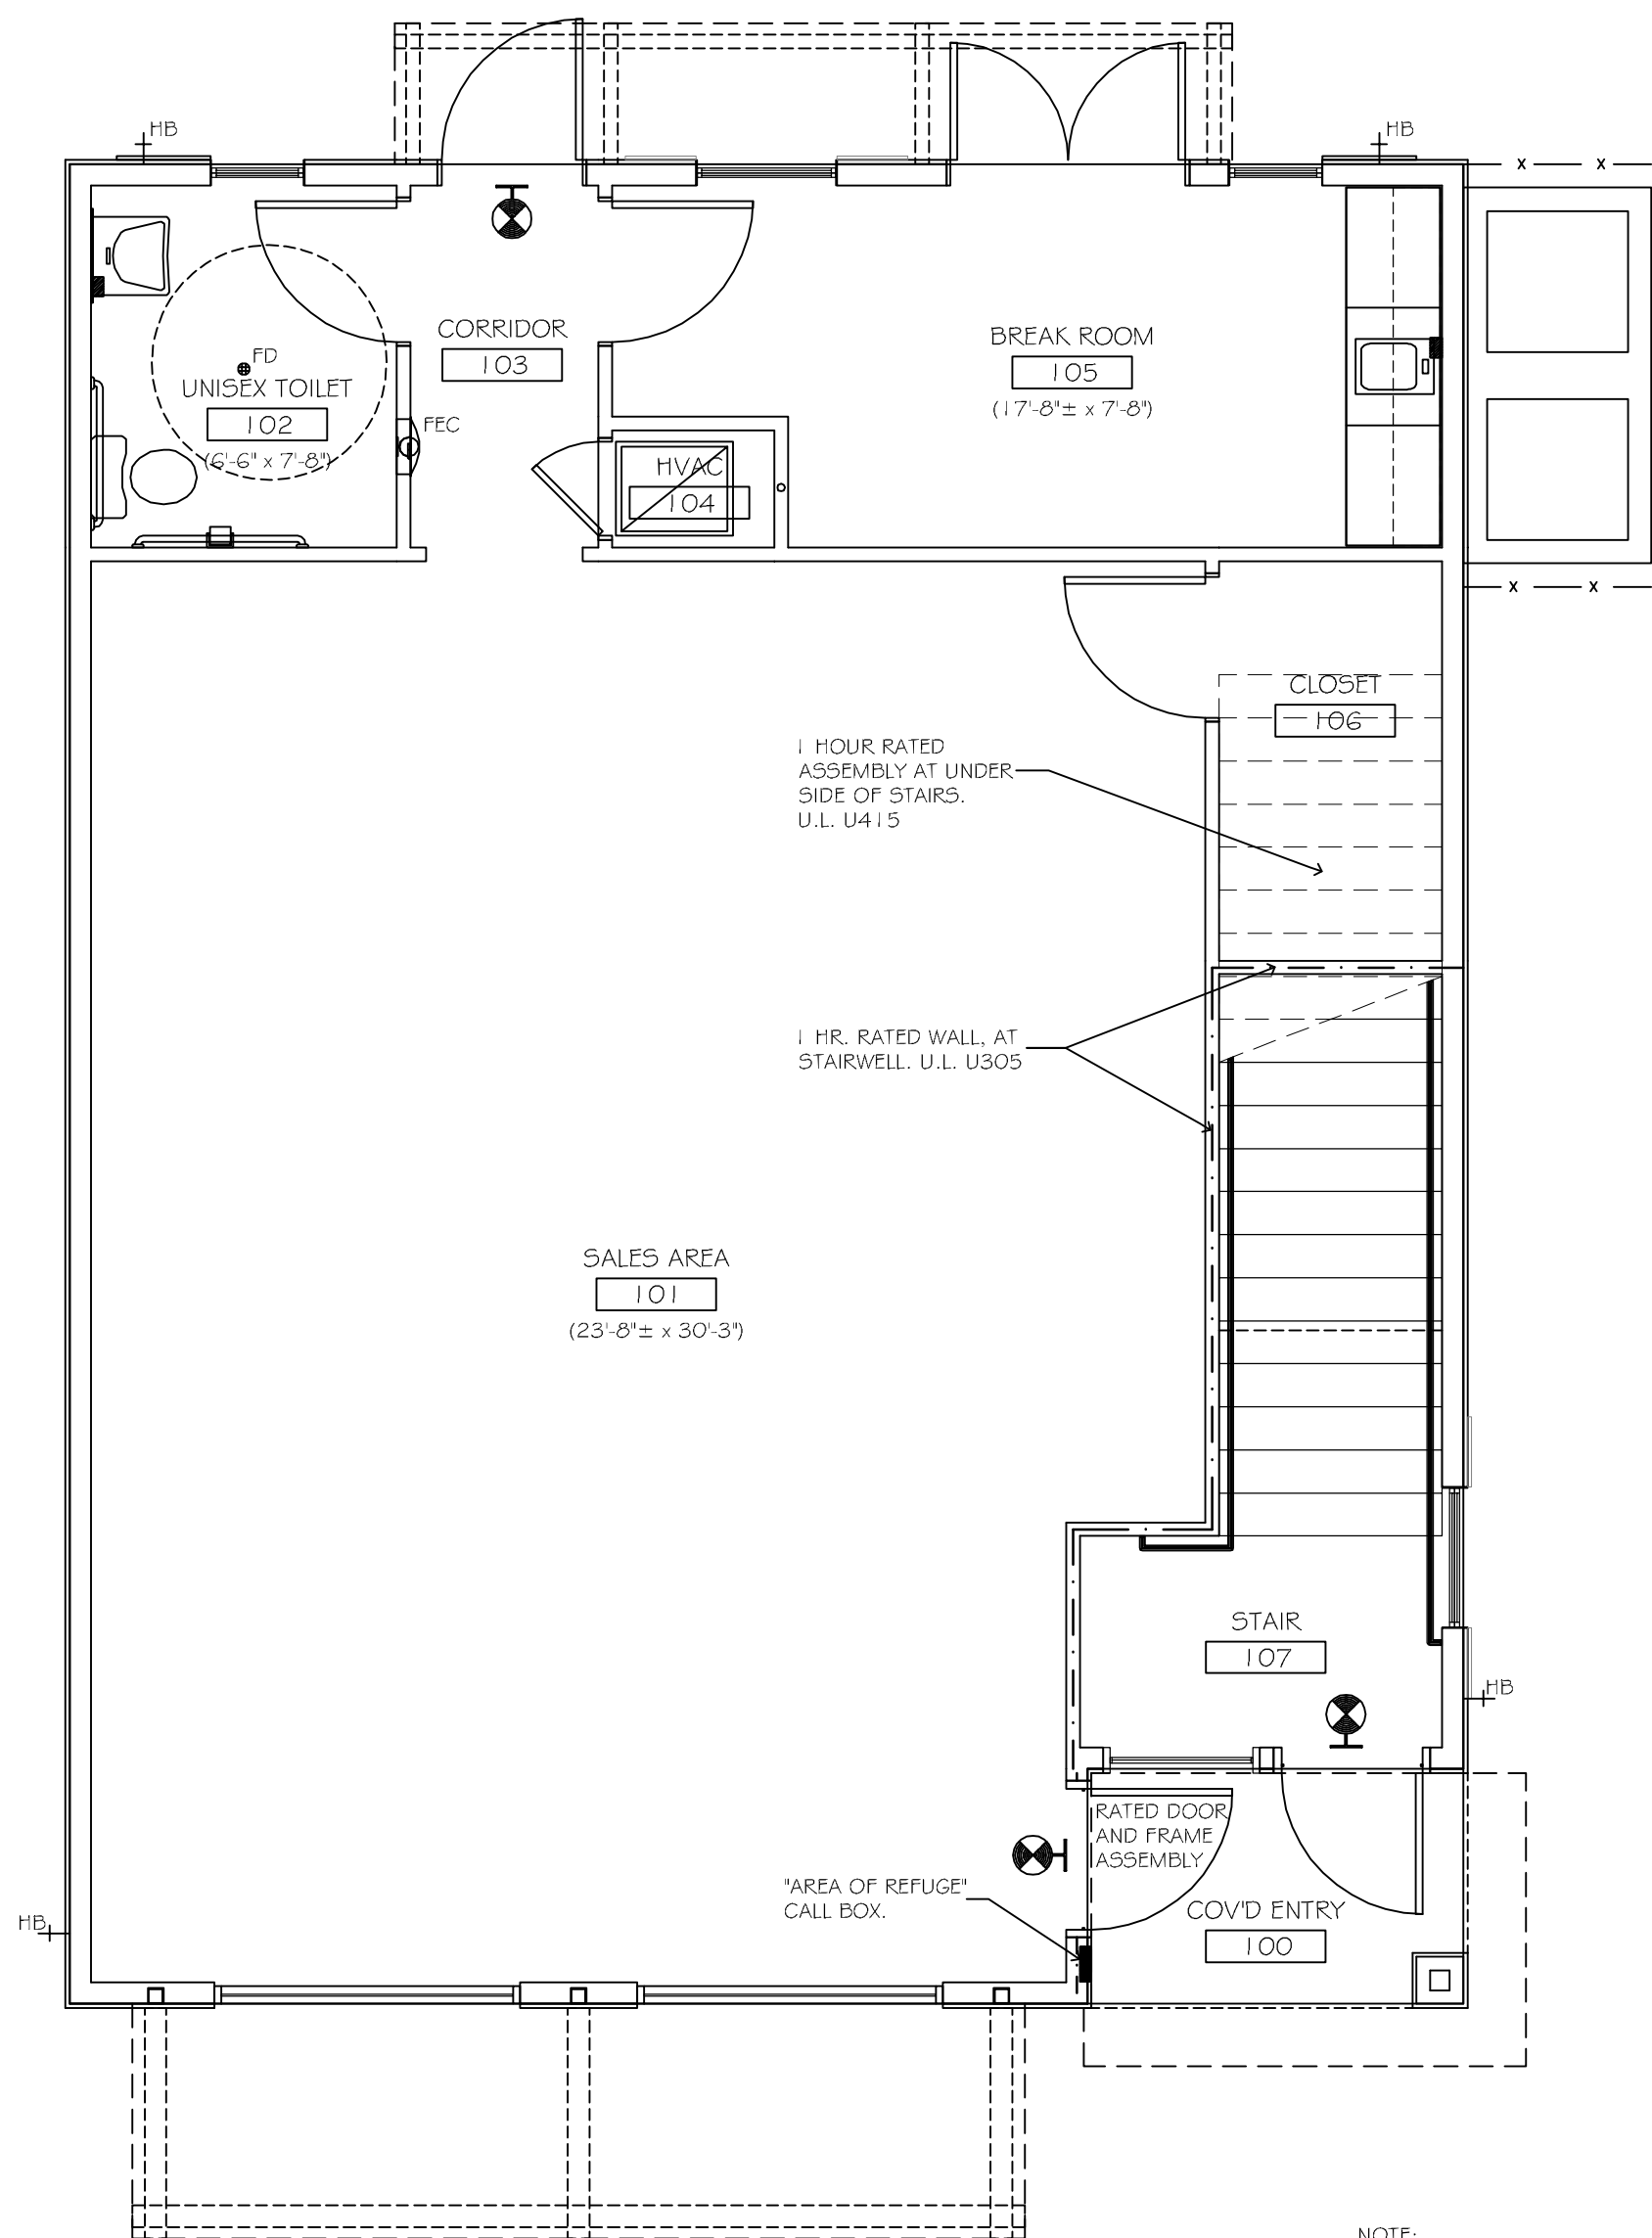 HB
HB
x x
CORRIDOR
103
BREAK ROOM
105
(17'-8"± x 7'-8")
FD
UNISEX TOILET
102
(6'-6" x 7'-8")
FEC
HVAC
104
x x
CLOSET
106
1 HOUR RATED
ASSEMBLY AT UNDER
SIDE OF STAIRS.
U.L. U415
1 HR. RATED WALL, AT
STAIRWELL. U.L. U305
SALES AREA
101
(23'-8"± x 30'-3")
STAIR
107
HB
RATED DOOR
AND FRAME
ASSEMBLY
"AREA OF REFUGE"
CALL BOX.
COV'D ENTRY
100
HB
NOTE: